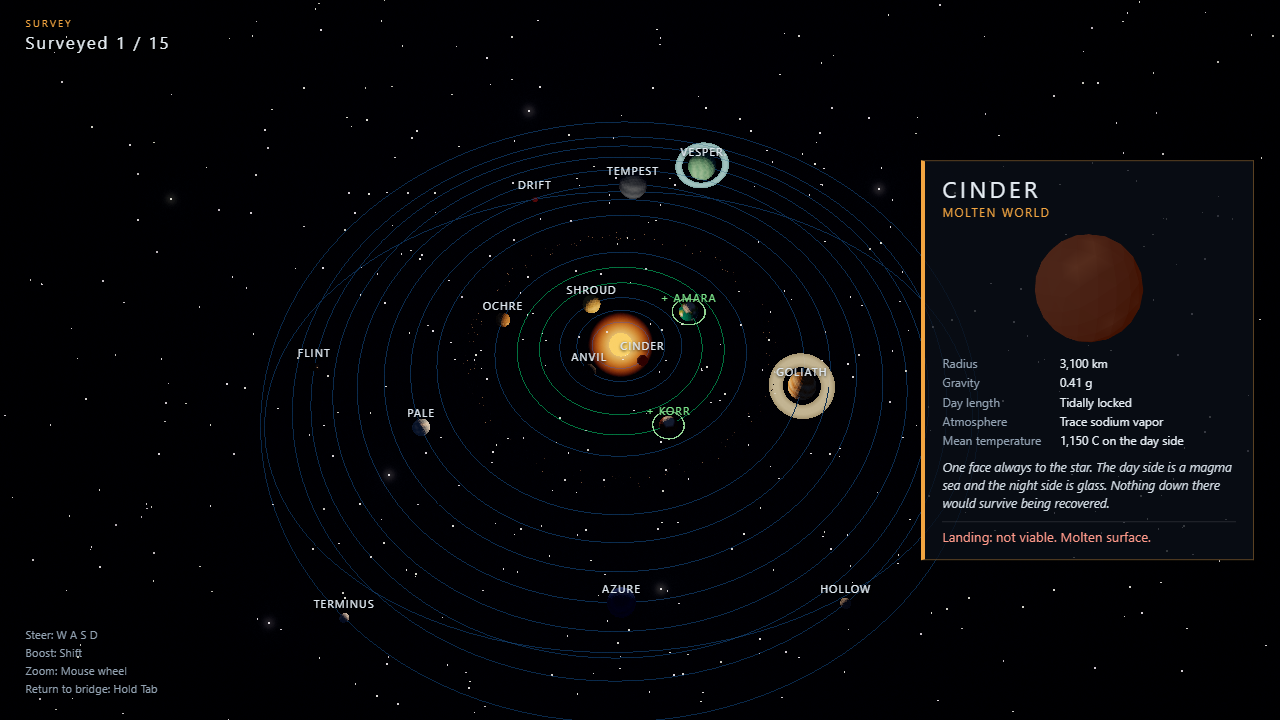 SURVEY
Surveyed 1 / 15
VESPER
TEMPEST
DRIFT
SHROUD
+ AMARA
OCHRE
CINDER
FLINT
ANVIL
GOLIATH
+ KORR
PALE
AZURE
HOLLOW
TERMINUS
CINDER
MOLTEN WORLD
Radius 3,100 km
Gravity 0.41 g
Day length Tidally locked
Atmosphere Trace sodium vapor
Mean temperature 1,150 C on the day side
One face always to the star. The day side is a magma
sea and the night side is glass. Nothing down there
would survive being recovered.
Landing: not viable. Molten surface.
Steer: W A S D
Boost: Shift
Zoom: Mouse wheel
Return to bridge: Hold Tab